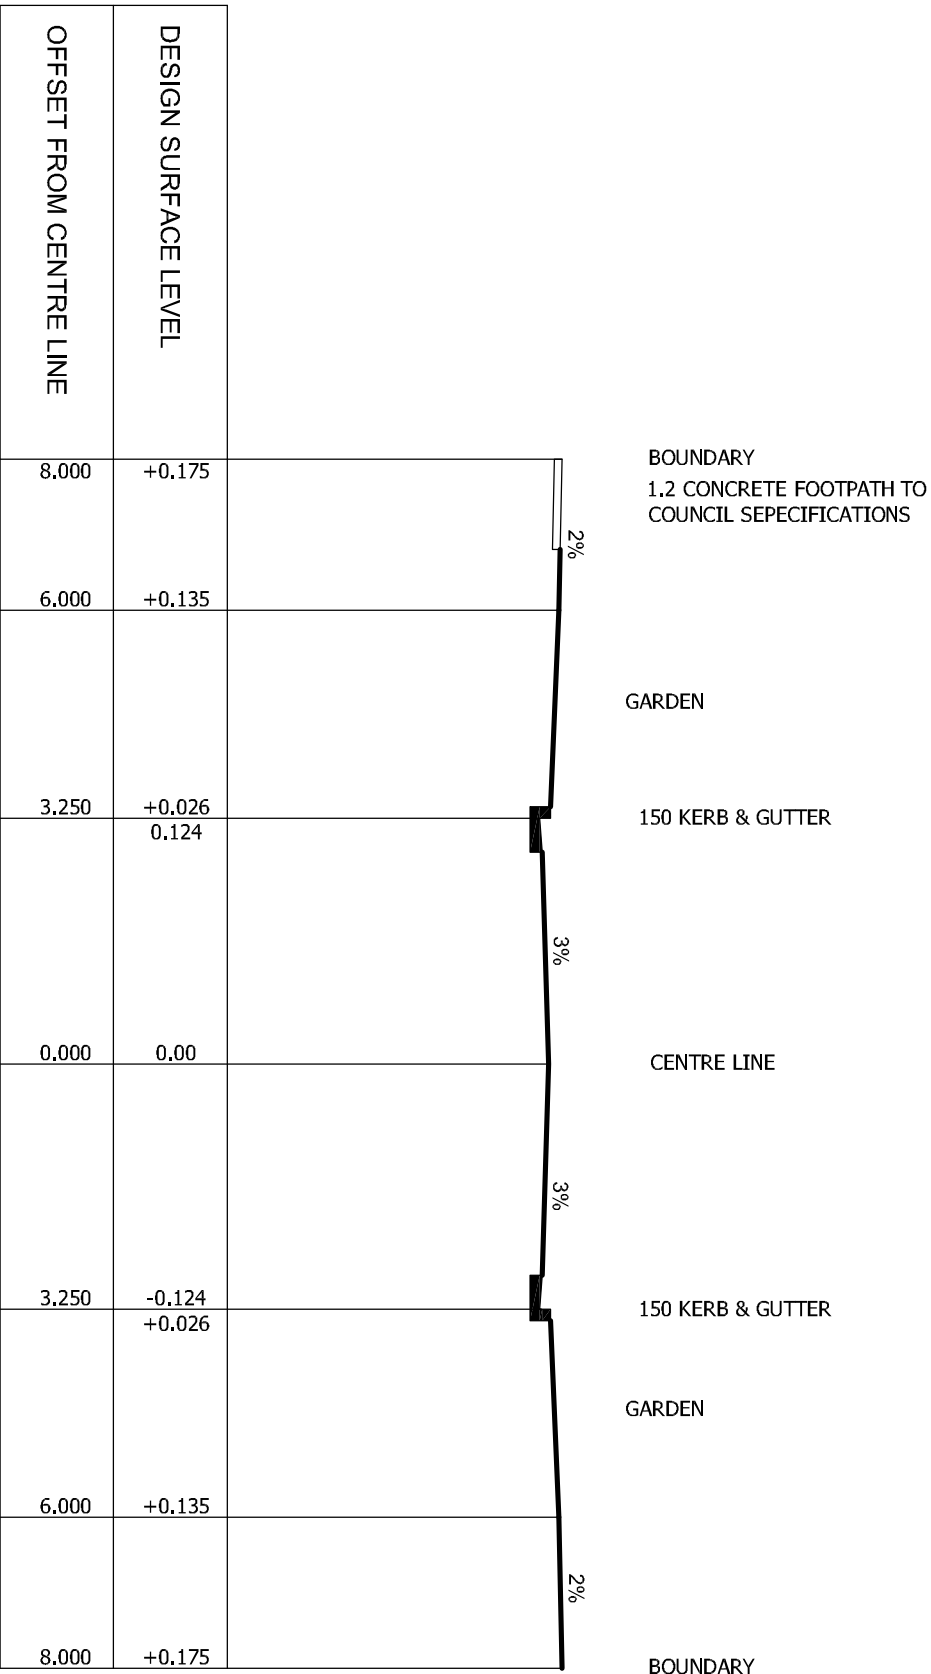 OFFSET FROM CENTRE LINE
DESIGN SURFACE LEVEL
BOUNDARY
8.000 +0.175
1.2 CONCRETE FOOTPATH TO
COUNCIL SEPECIFICATIONS
2%
6.000 +0.135
GARDEN
3.250 +0.026 150 KERB & GUTTER
0.124
3%
0.000 0.00 CENTRE LINE
3%
3.250 -0.124 150 KERB & GUTTER
+0.026
GARDEN
6.000 +0.135
2%
8.000 +0.175 BOUNDARY